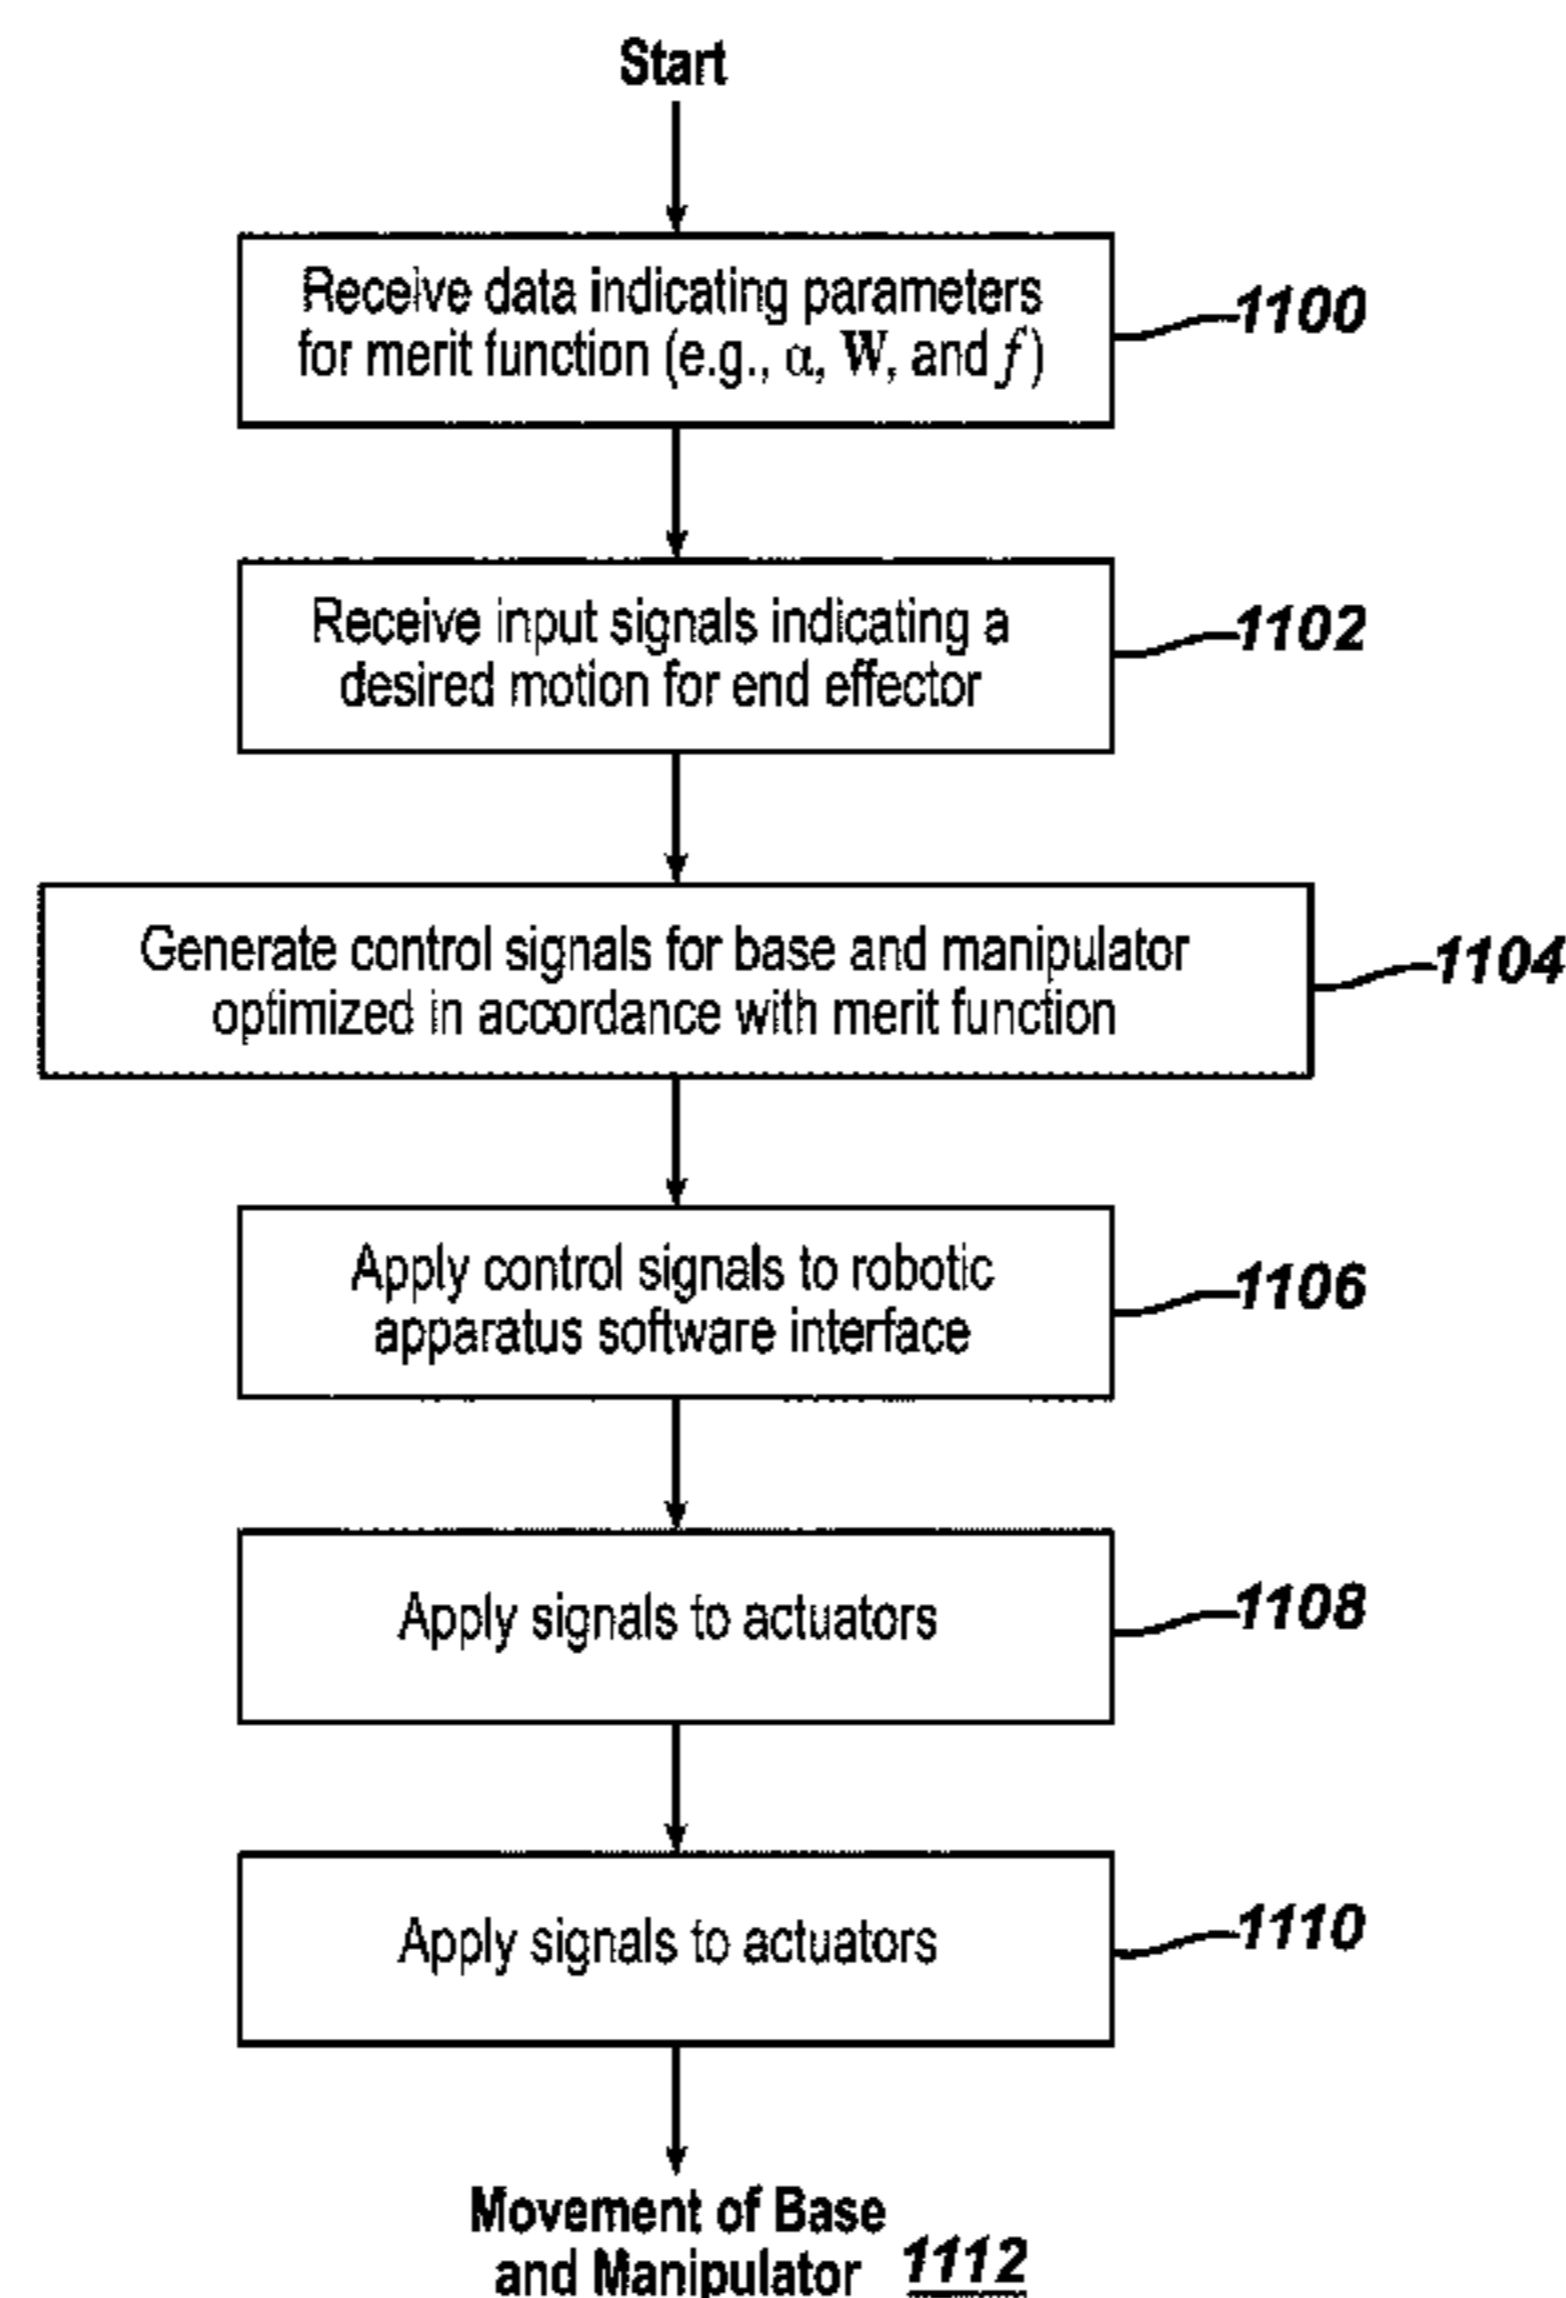 Start
Receive data indicating parameters
for merit function (e.g., α, W, and f)
1100
Receive input signals indicating a
desired motion for end effector
1102
Generate control signals for base and manipulator
optimized in accordance with merit function
1104
Apply control signals to robotic
apparatus software interface
1106
Apply signals to actuators
1108
Apply signals to actuators
1110
Movement of Base
and Manipulator 1112